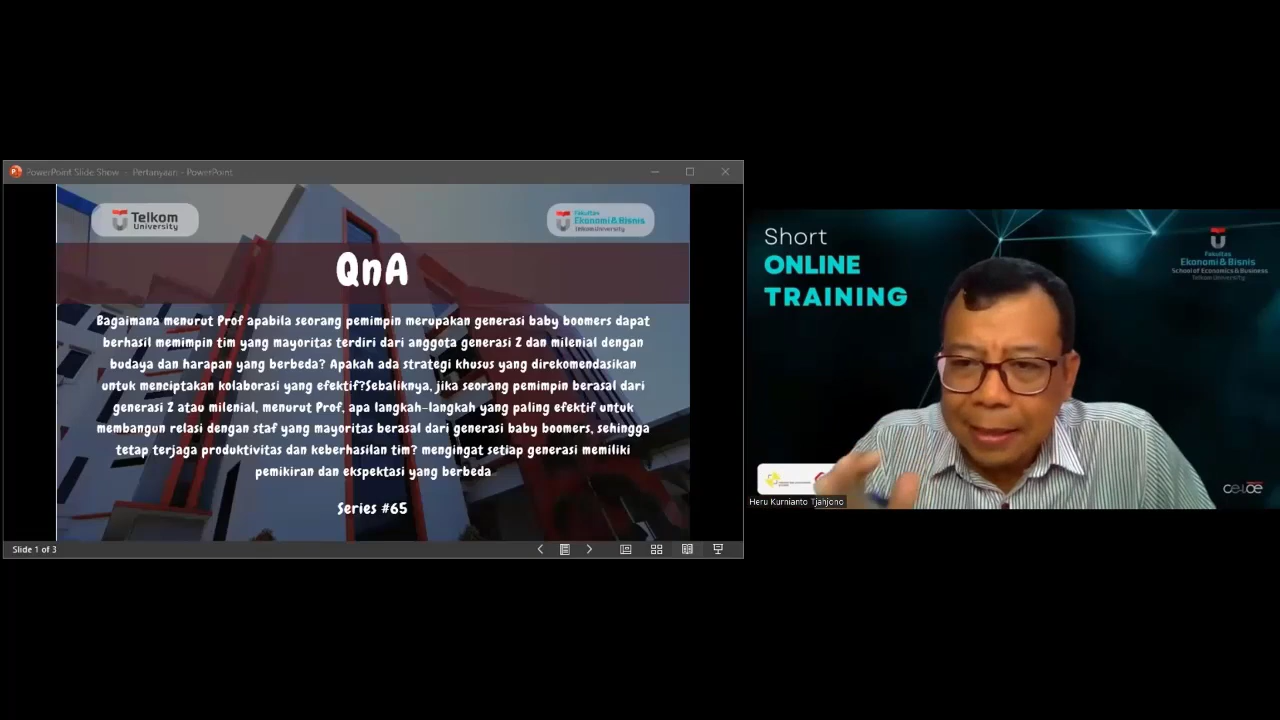 PowerPoint Slide Show - Pertanyaan - PowerPoint
Telkom
University
Fakultas
Ekonomi & Bisnis
Telkom University
QnA
Bagaimana menurut Prof apabila seorang pemimpin merupakan generasi baby boomers dapat
berhasil memimpin tim yang mayoritas terdiri dari anggota generasi Z dan milenial dengan
budaya dan harapan yang berbeda? Apakah ada strategi khusus yang direkomendasikan
untuk menciptakan kolaborasi yang efektif?Sebaliknya, jika seorang pemimpin berasal dari
generasi Z atau milenial, menurut Prof, apa langkah-langkah yang paling efektif untuk
membangun relasi dengan staf yang mayoritas berasal dari generasi baby boomers, sehingga
tetap terjaga produktivitas dan keberhasilan tim? mengingat setiap generasi memiliki
pemikiran dan ekspektasi yang berbeda
Series #65
Slide 1 of 3
Short
ONLINE
TRAINING
Fakultas
Ekonomi & Bisnis
School of Economics & Business
Telkom University
Heru Kurnianto Tjahjono
celoe